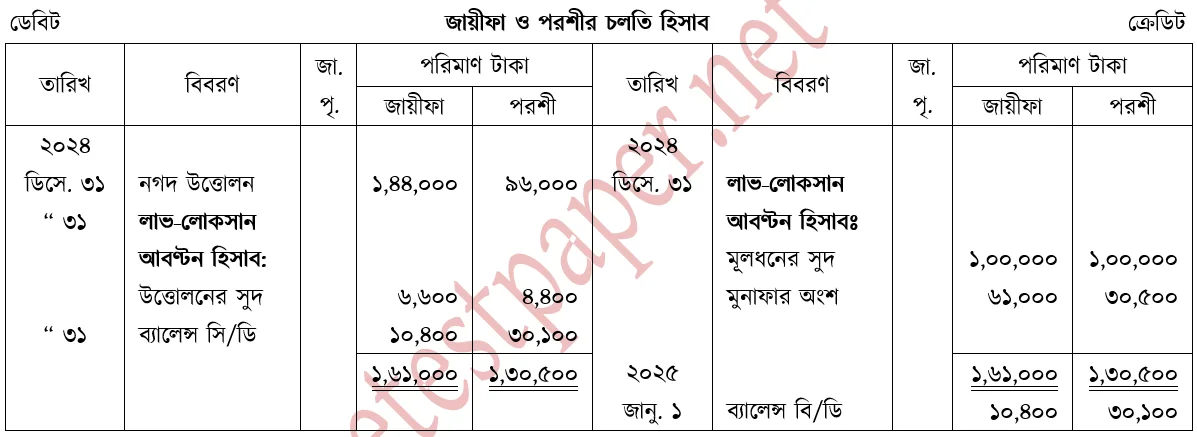 ডেবিট জায়ীফা ও পরশীর চলতি হিসাব ক্রেডিট
তারিখ বিবরণ জা. পৃ. পরিমাণ টাকা তারিখ বিবরণ জা. পৃ. পরিমাণ টাকা
জায়ীফা পরশী জায়ীফা পরশী
২০২৪ ২০২৪
ডিসে. ৩১ নগদ উত্তোলন ১,৪৪,০০০ ৯৬,০০০ ডিসে. ৩১ লাভ-লোকসান
“ ৩১ লাভ-লোকসান আবণ্টন হিসাবঃ
আবণ্টন হিসাব: মূলধনের সুদ ১,০০,০০০ ১,০০,০০০
উত্তোলনের সুদ ৬,৬০০ ৪,৪০০ মুনাফার অংশ ৬১,০০০ ৩০,৫০০
“ ৩১ ব্যালেন্স সি/ডি ১০,৪০০ ৩০,১০০
১,৬১,০০০ ১,৩০,৫০০ ২০২৫ ১,৬১,০০০ ১,৩০,৫০০
জানু. ১ ব্যালেন্স বি/ডি ১০,৪০০ ৩০,১০০
etestpaper.net